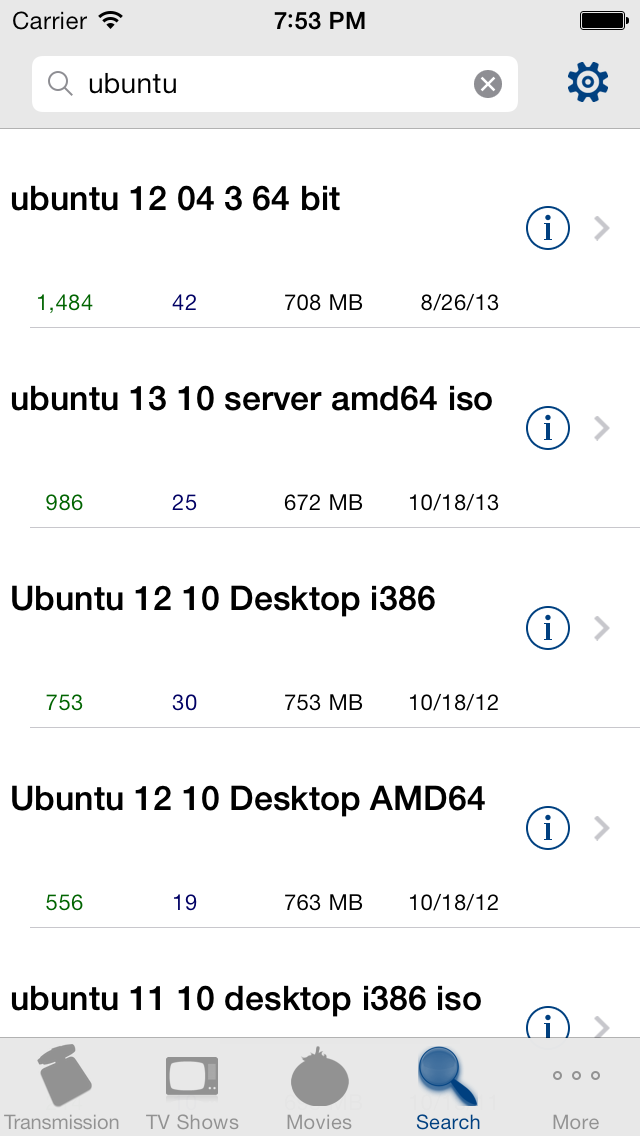 Carrier 7:53 PM
ubuntu
ubuntu 12 04 3 64 bit
1,484 42 708 MB 8/26/13
ubuntu 13 10 server amd64 iso
986 25 672 MB 10/18/13
Ubuntu 12 10 Desktop i386
753 30 753 MB 10/18/12
Ubuntu 12 10 Desktop AMD64
556 19 763 MB 10/18/12
ubuntu 11 10 desktop i386 iso
Transmission TV Shows Movies Search More